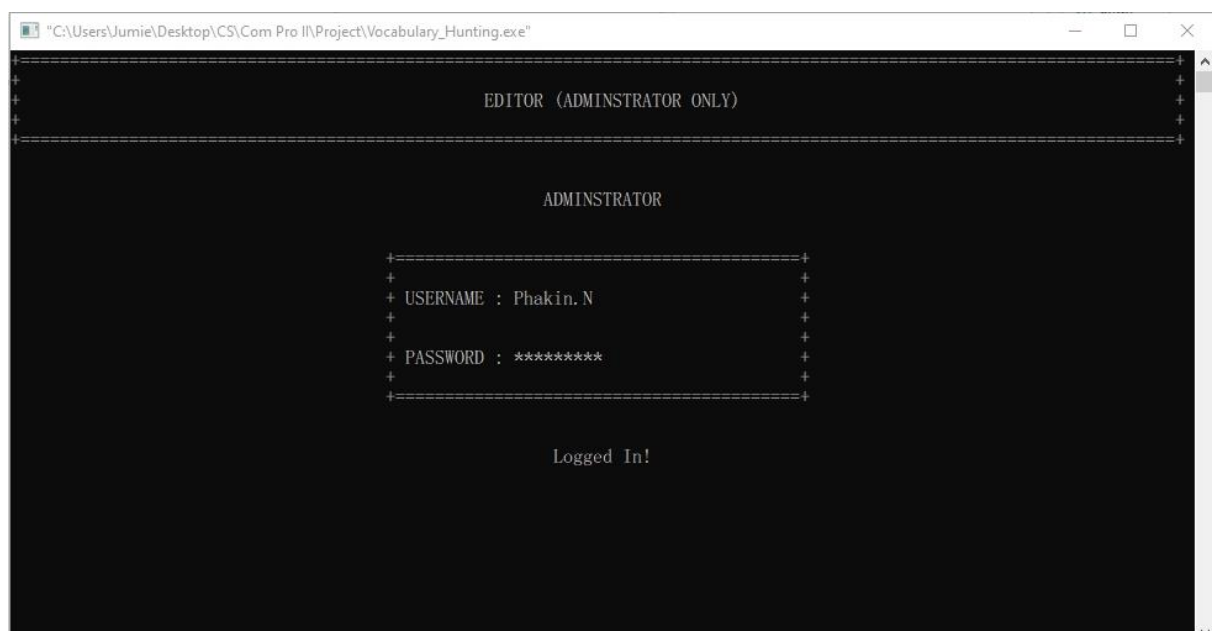 "C:\Users\Jumie\Desktop\CS\Com Pro II\Project\Vocabulary_Hunting.exe"
EDITOR (ADMINSTRATOR ONLY)
ADMINSTRATOR
USERNAME : Phakin.N
PASSWORD : *********
Logged In!